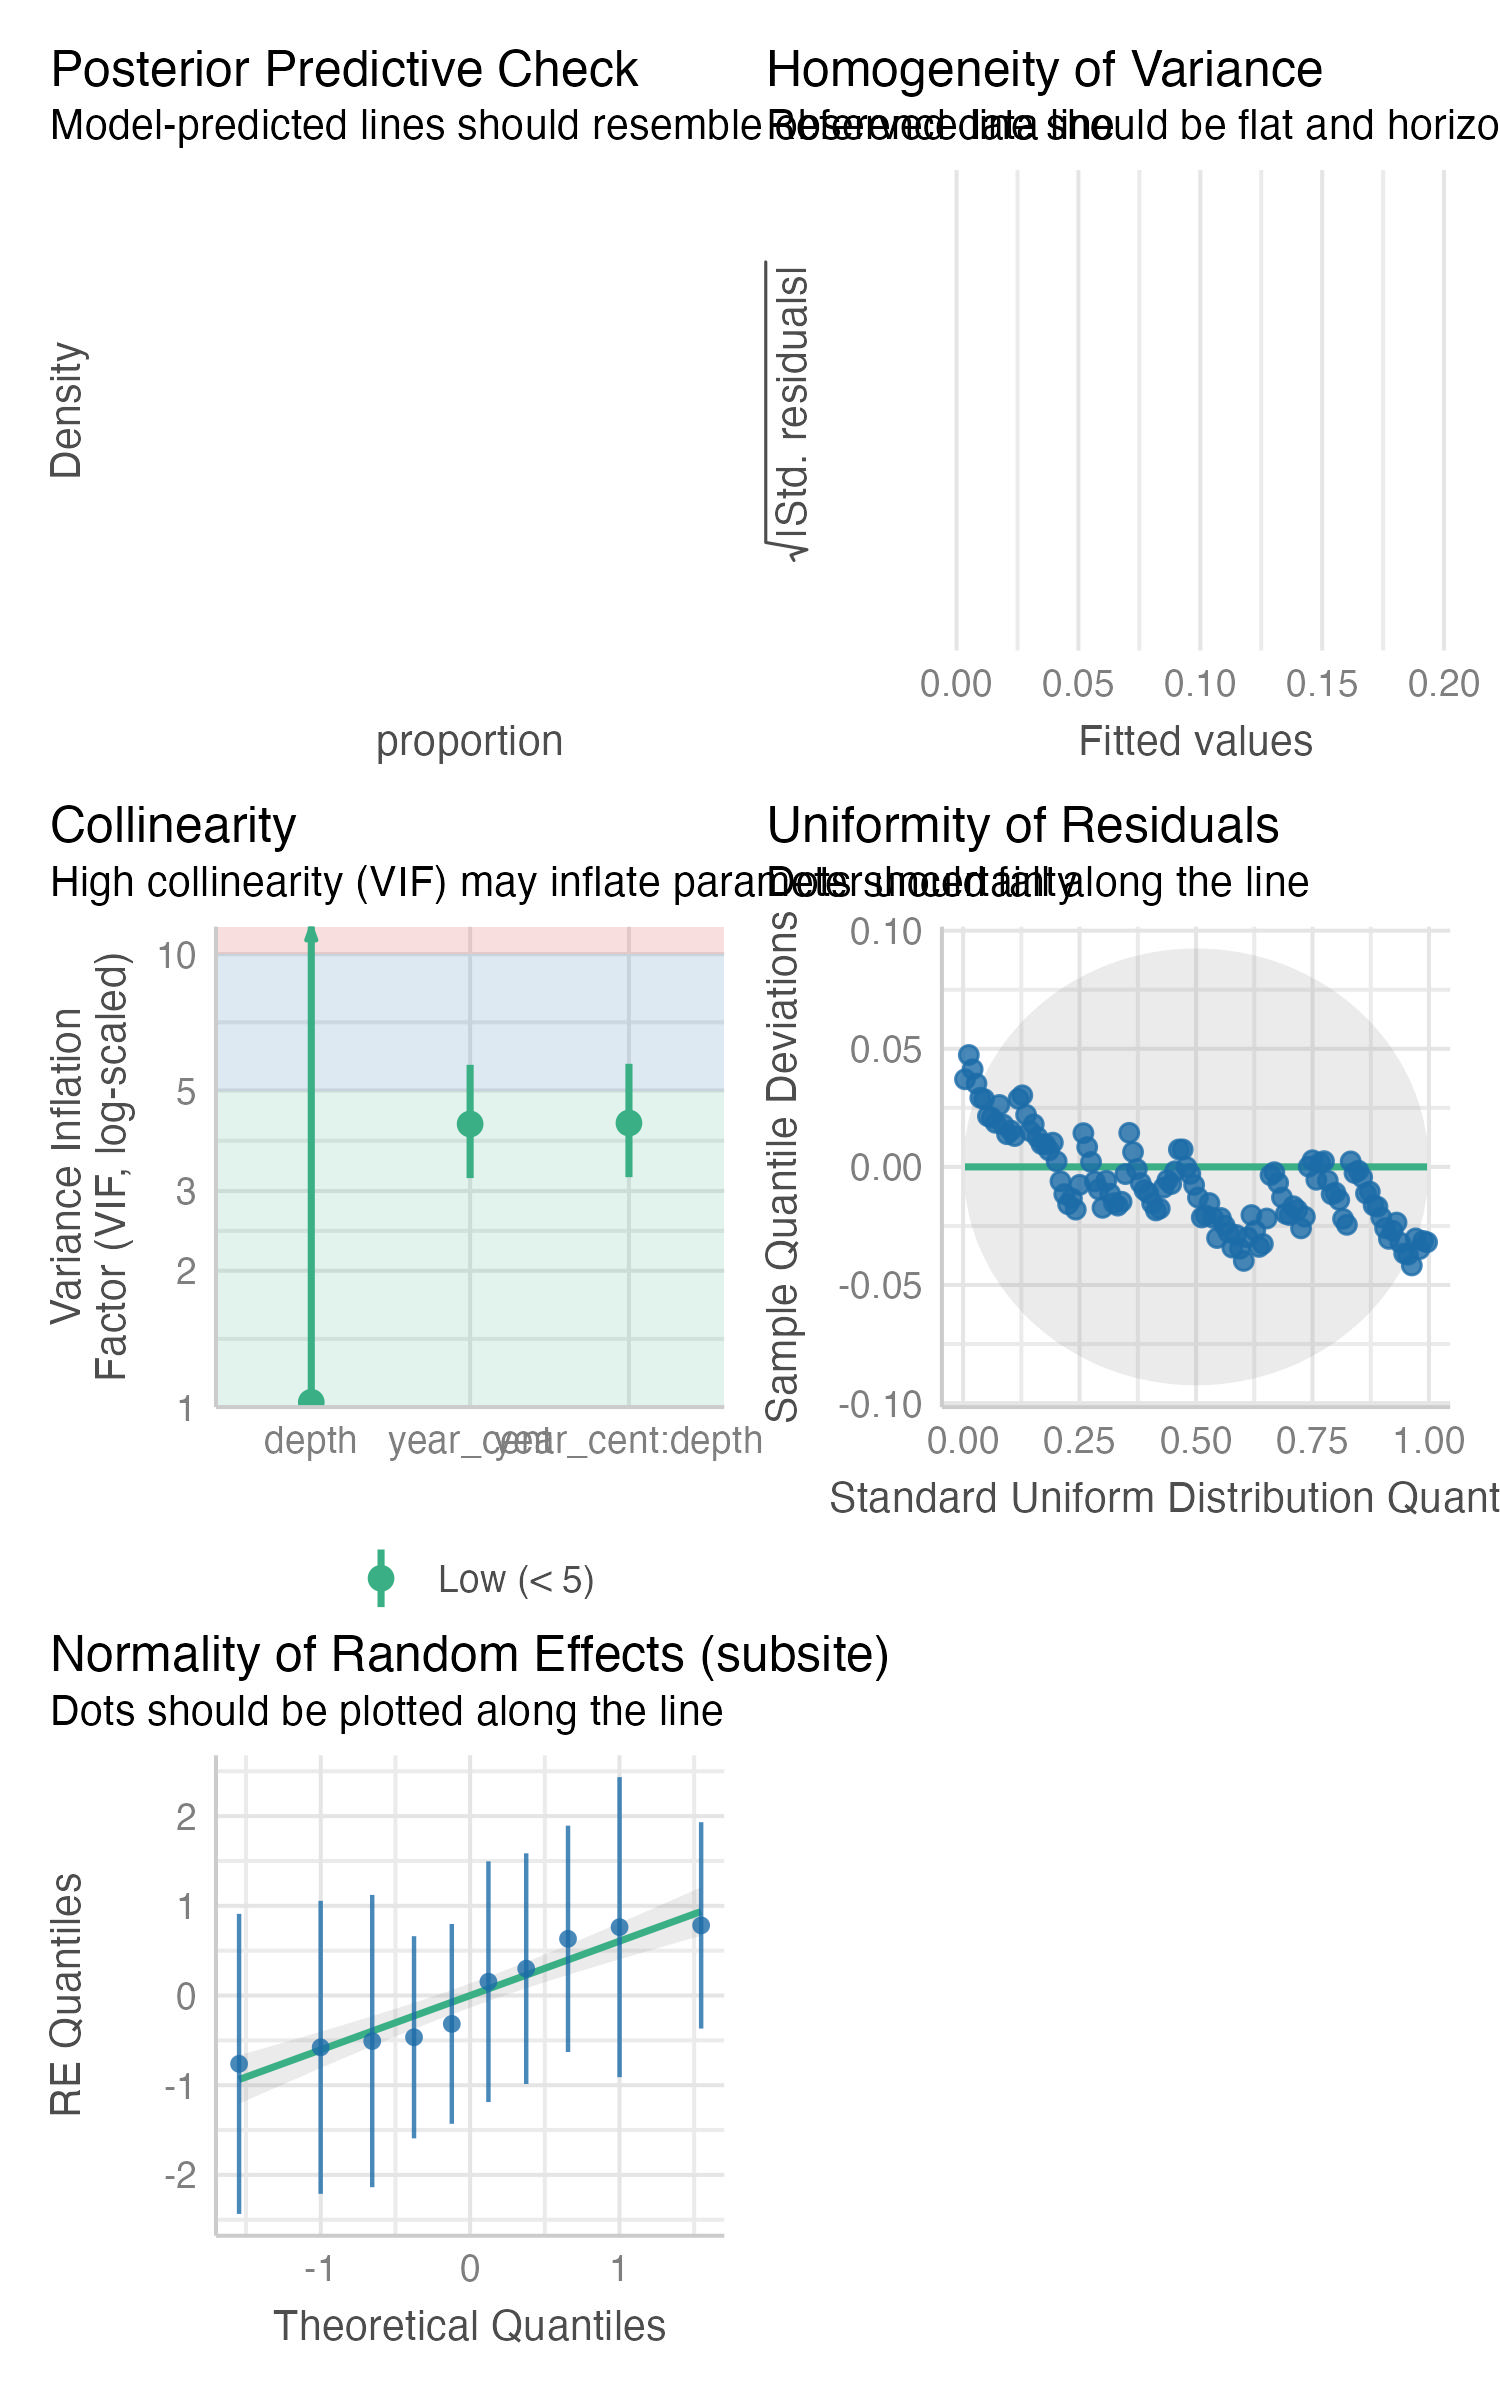 Posterior Predictive Check
Model-predicted lines should resemble observed data line
Density
proportion
Homogeneity of Variance
Reference line should be flat and horizo
√|Std. residuals|
0.00 0.05 0.10 0.15 0.20
Fitted values
Collinearity
High collinearity (VIF) may inflate parameter uncertainty
Variance Inflation
Factor (VIF, log-scaled)
10
5
3
2
1
depth year_cent year_cent:depth
Low (< 5)
Uniformity of Residuals
Dots should fall along the line
Sample Quantile Deviations
0.10
0.05
0.00
-0.05
-0.10
0.00 0.25 0.50 0.75 1.00
Standard Uniform Distribution Quant
Normality of Random Effects (subsite)
Dots should be plotted along the line
RE Quantiles
2
1
0
-1
-2
-1 0 1
Theoretical Quantiles